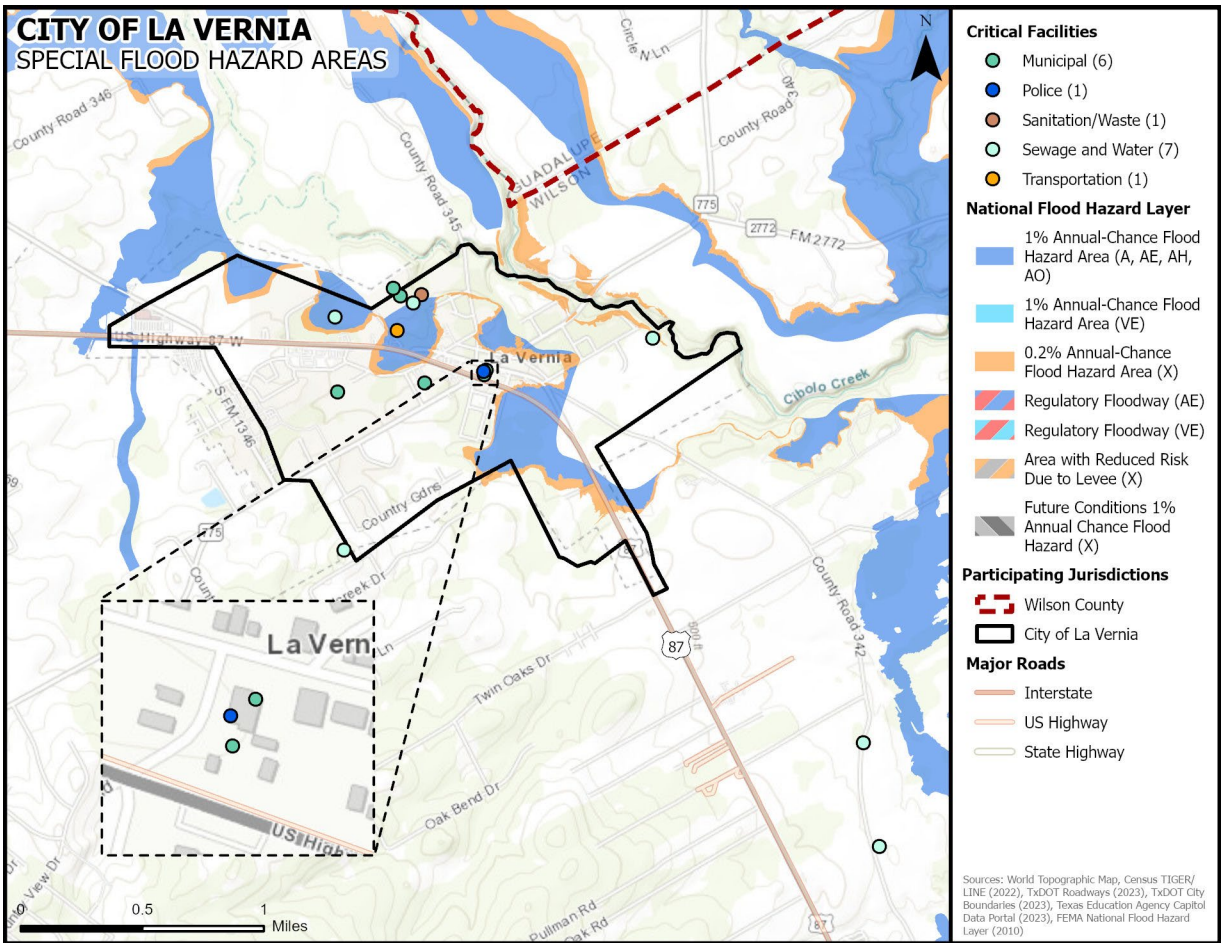 CITY OF LA VERNIA
SPECIAL FLOOD HAZARD AREAS
N
Circle N Ln
County Road 346
County Road 345
County Road
340
GUADALUPE
WILSON
775
2772
FM 2772
US Highway 87 W
La Vernia
Cibolo Creek
S FM 1346
Country Gdns
775
87
County Road 342
La Vern
Ln
500 ft
87
Twin Oaks Dr
Oak Bend Dr
US High
View Dr
Pullman Rd
Oak Rd
87
0 0.5 1
Miles
Critical Facilities
Municipal (6)
Police (1)
Sanitation/Waste (1)
Sewage and Water (7)
Transportation (1)
National Flood Hazard Layer
1% Annual-Chance Flood
Hazard Area (A, AE, AH,
AO)
1% Annual-Chance Flood
Hazard Area (VE)
0.2% Annual-Chance
Flood Hazard Area (X)
Regulatory Floodway (AE)
Regulatory Floodway (VE)
Area with Reduced Risk
Due to Levee (X)
Future Conditions 1%
Annual Chance Flood
Hazard (X)
Participating Jurisdictions
Wilson County
City of La Vernia
Major Roads
Interstate
US Highway
State Highway
Sources: World Topographic Map, Census TIGER/
LINE (2022), TxDOT Roadways (2023), TxDOT City
Boundaries (2023), Texas Education Agency Capitol
Data Portal (2023), FEMA National Flood Hazard
Layer (2010)